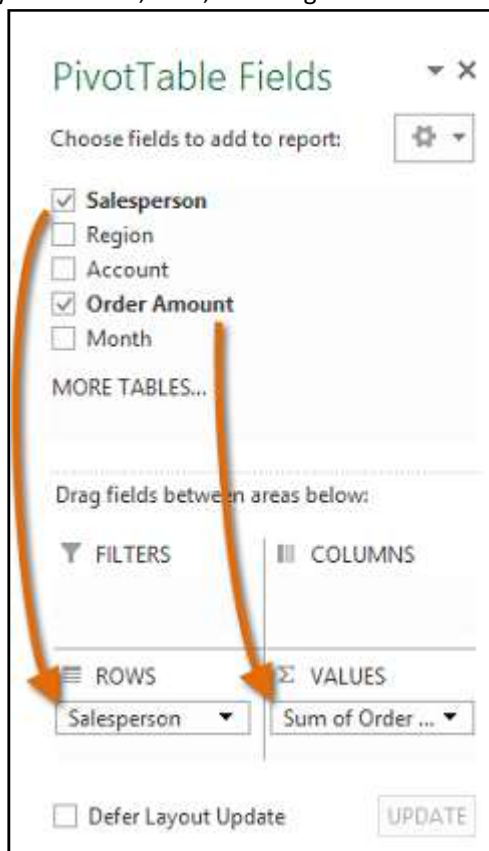 PivotTable Fields
Choose fields to add to report:
Salesperson
Region
Account
Order Amount
Month
MORE TABLES...
Drag fields between areas below:
FILTERS
COLUMNS
ROWS
Σ VALUES
Salesperson
Sum of Order ...
Defer Layout Update
UPDATE